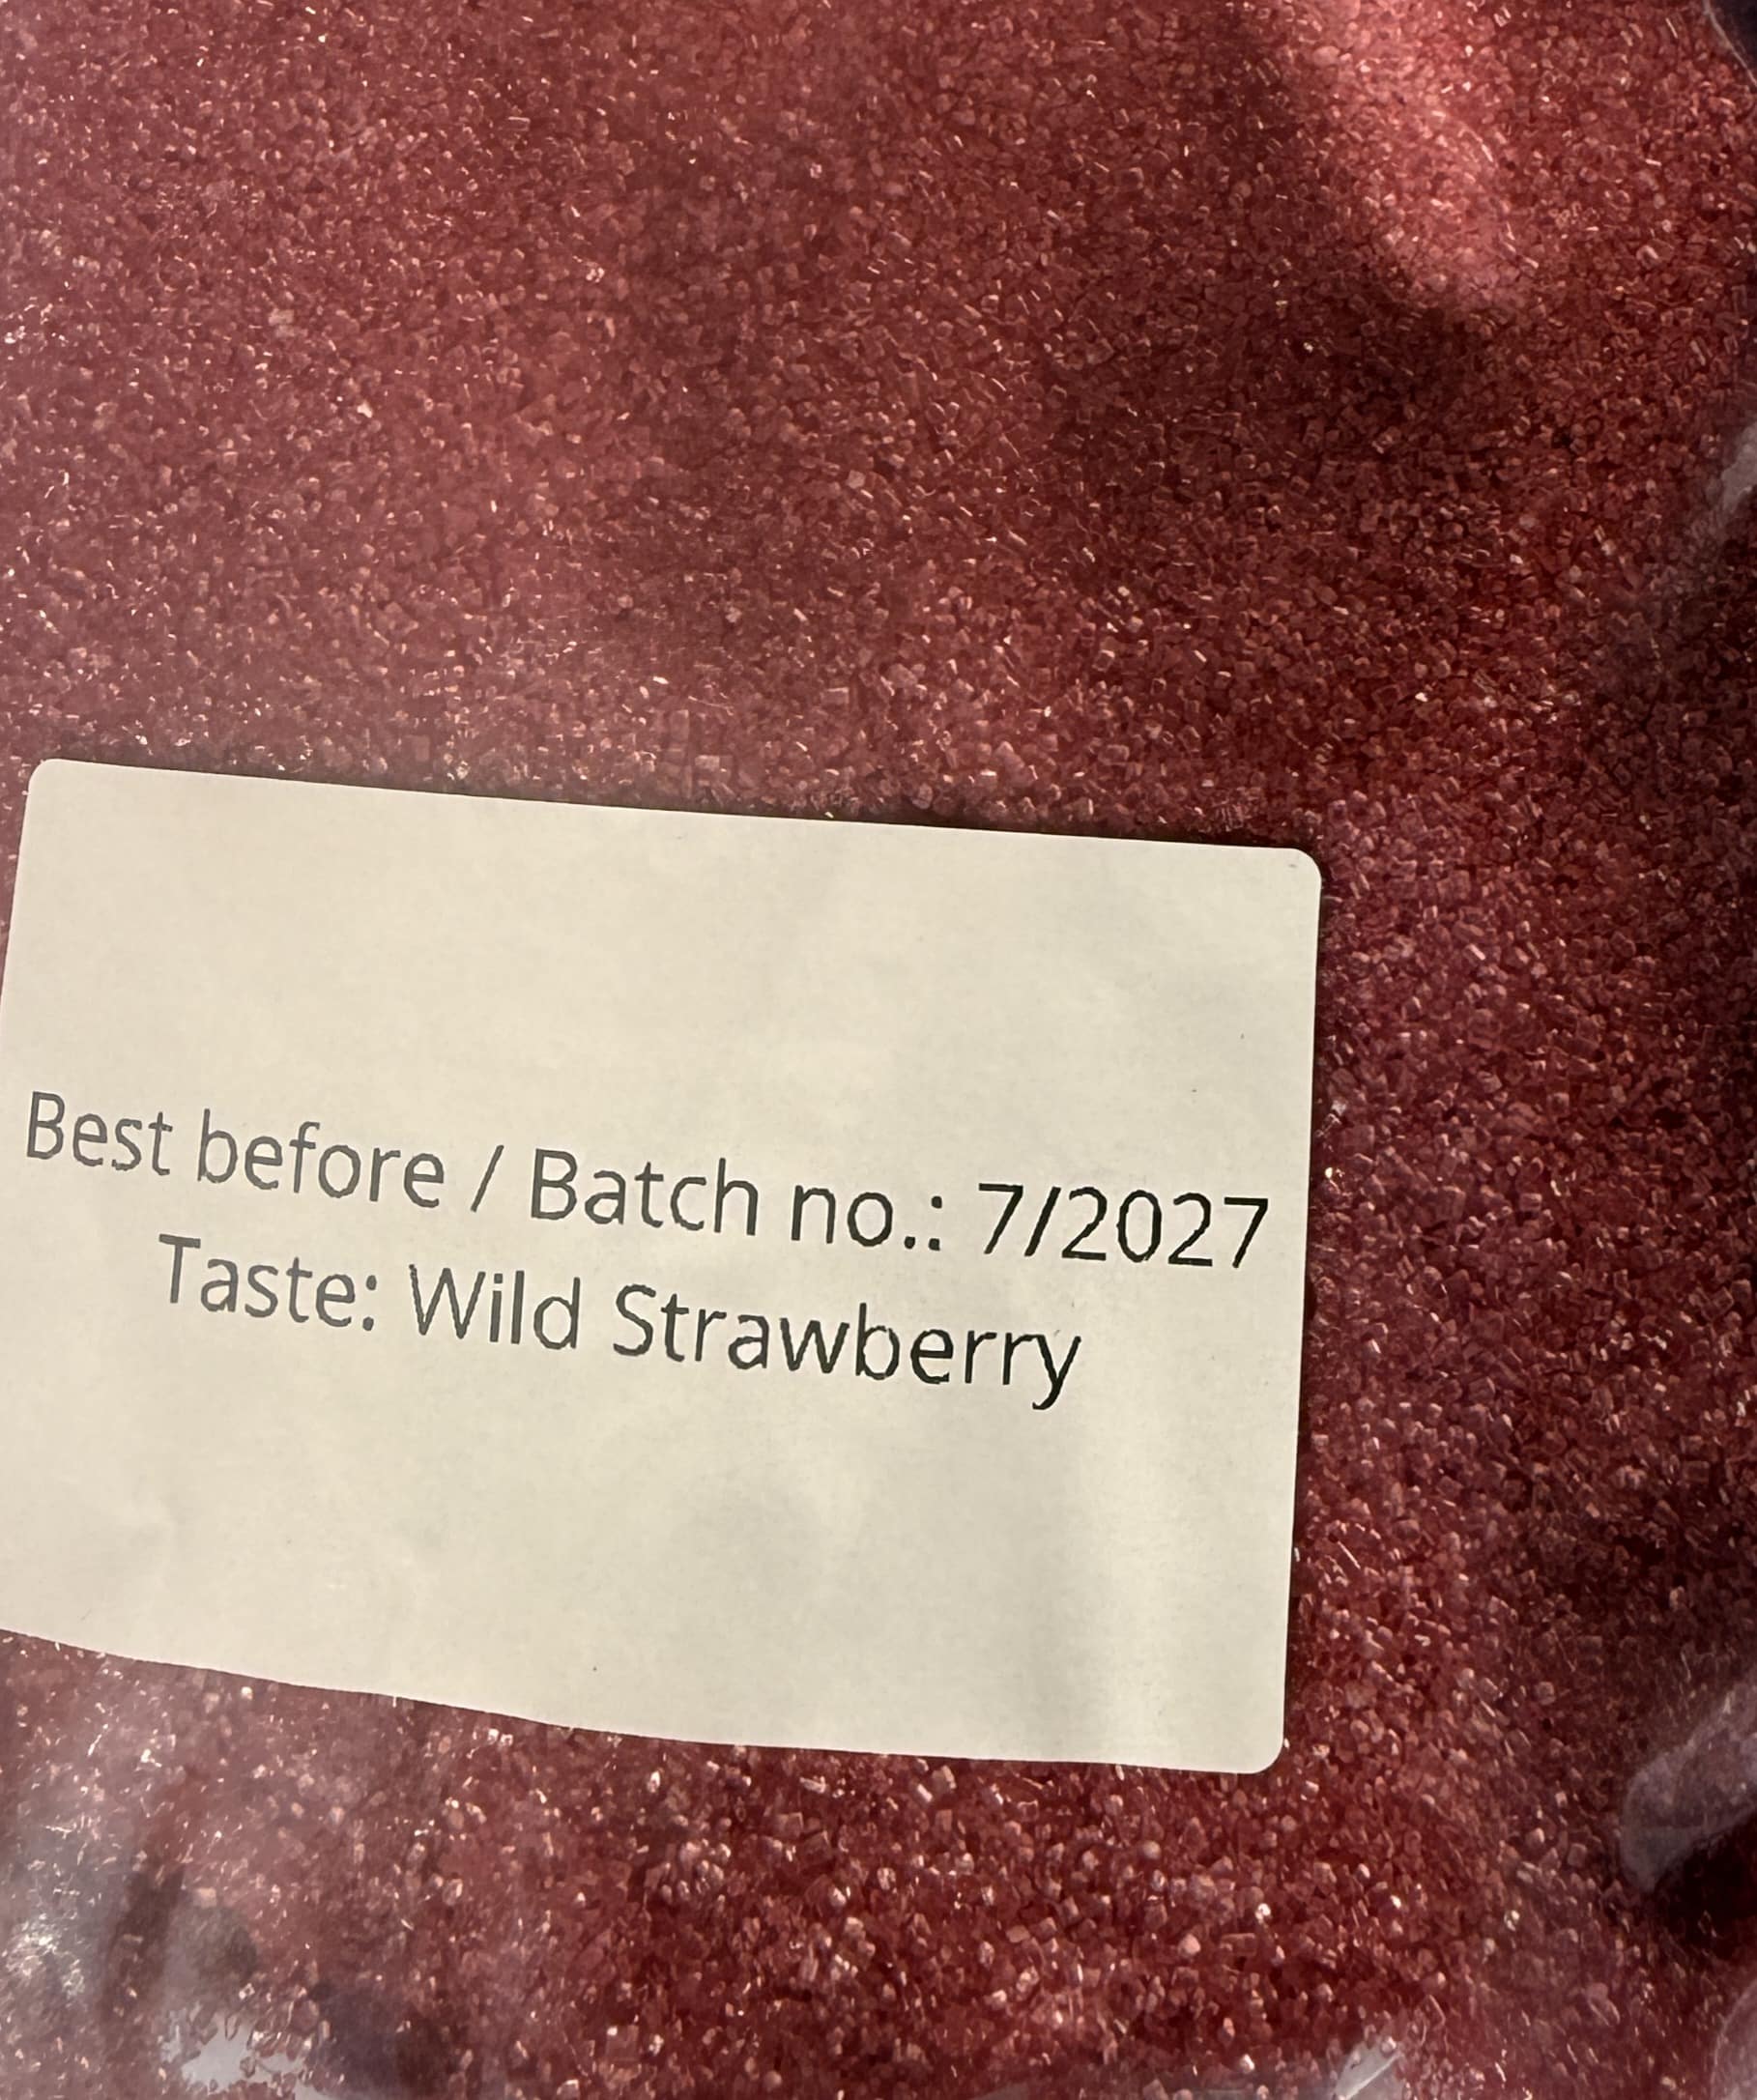 Best before / Batch no.: 7/2027
Taste: Wild Strawberry